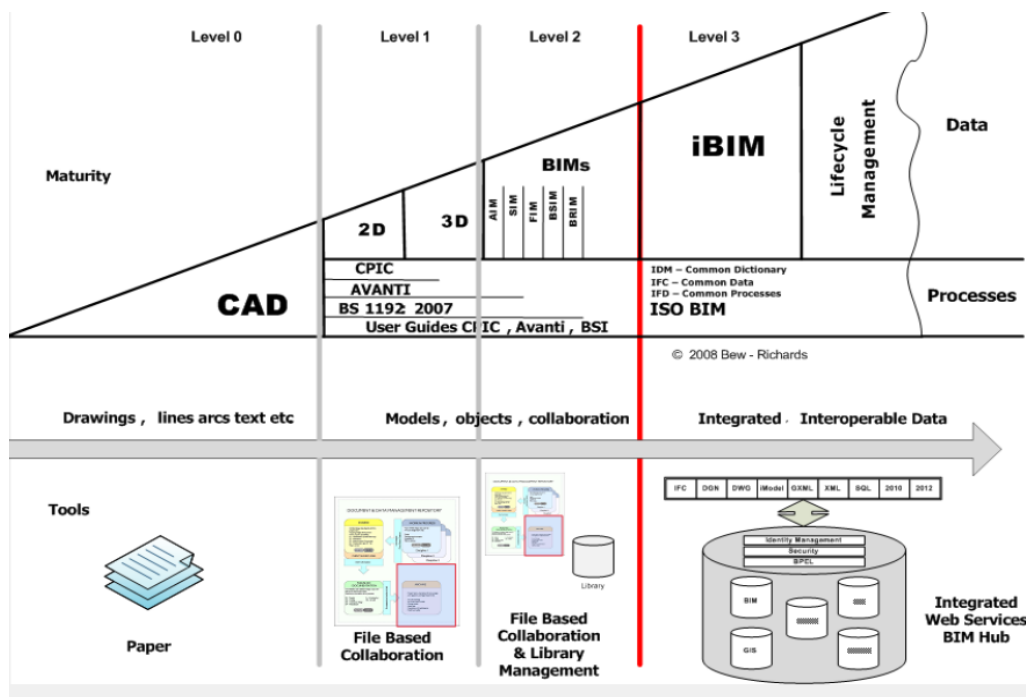 Level 0
Level 1
Level 2
Level 3
Maturity
CAD
2D
3D
BIMs
AIM
SIM
FIM
BSIM
BRIM
iBIM
Lifecycle
Management
Data
CPIC
AVANTI
BS 1192: 2007
User Guides CPIC , Avanti , BSI
IDM – Common Dictionary
IFC – Common Data
IFD – Common Processes
ISO BIM
Processes
© 2008 Bew - Richards
Drawings , lines arcs text etc
Models , objects , collaboration
Integrated , Interoperable Data
Tools
Paper
DOCUMENT & DATA MANAGEMENT REPOSITORY
File Based
Collaboration
Library
File Based
Collaboration
& Library
Management
IFC DGN DWG iModel GXML XML SQL 2010 2012
Identity Management
Security
BPEL
BIM
GIS
Integrated
Web Services
BIM Hub